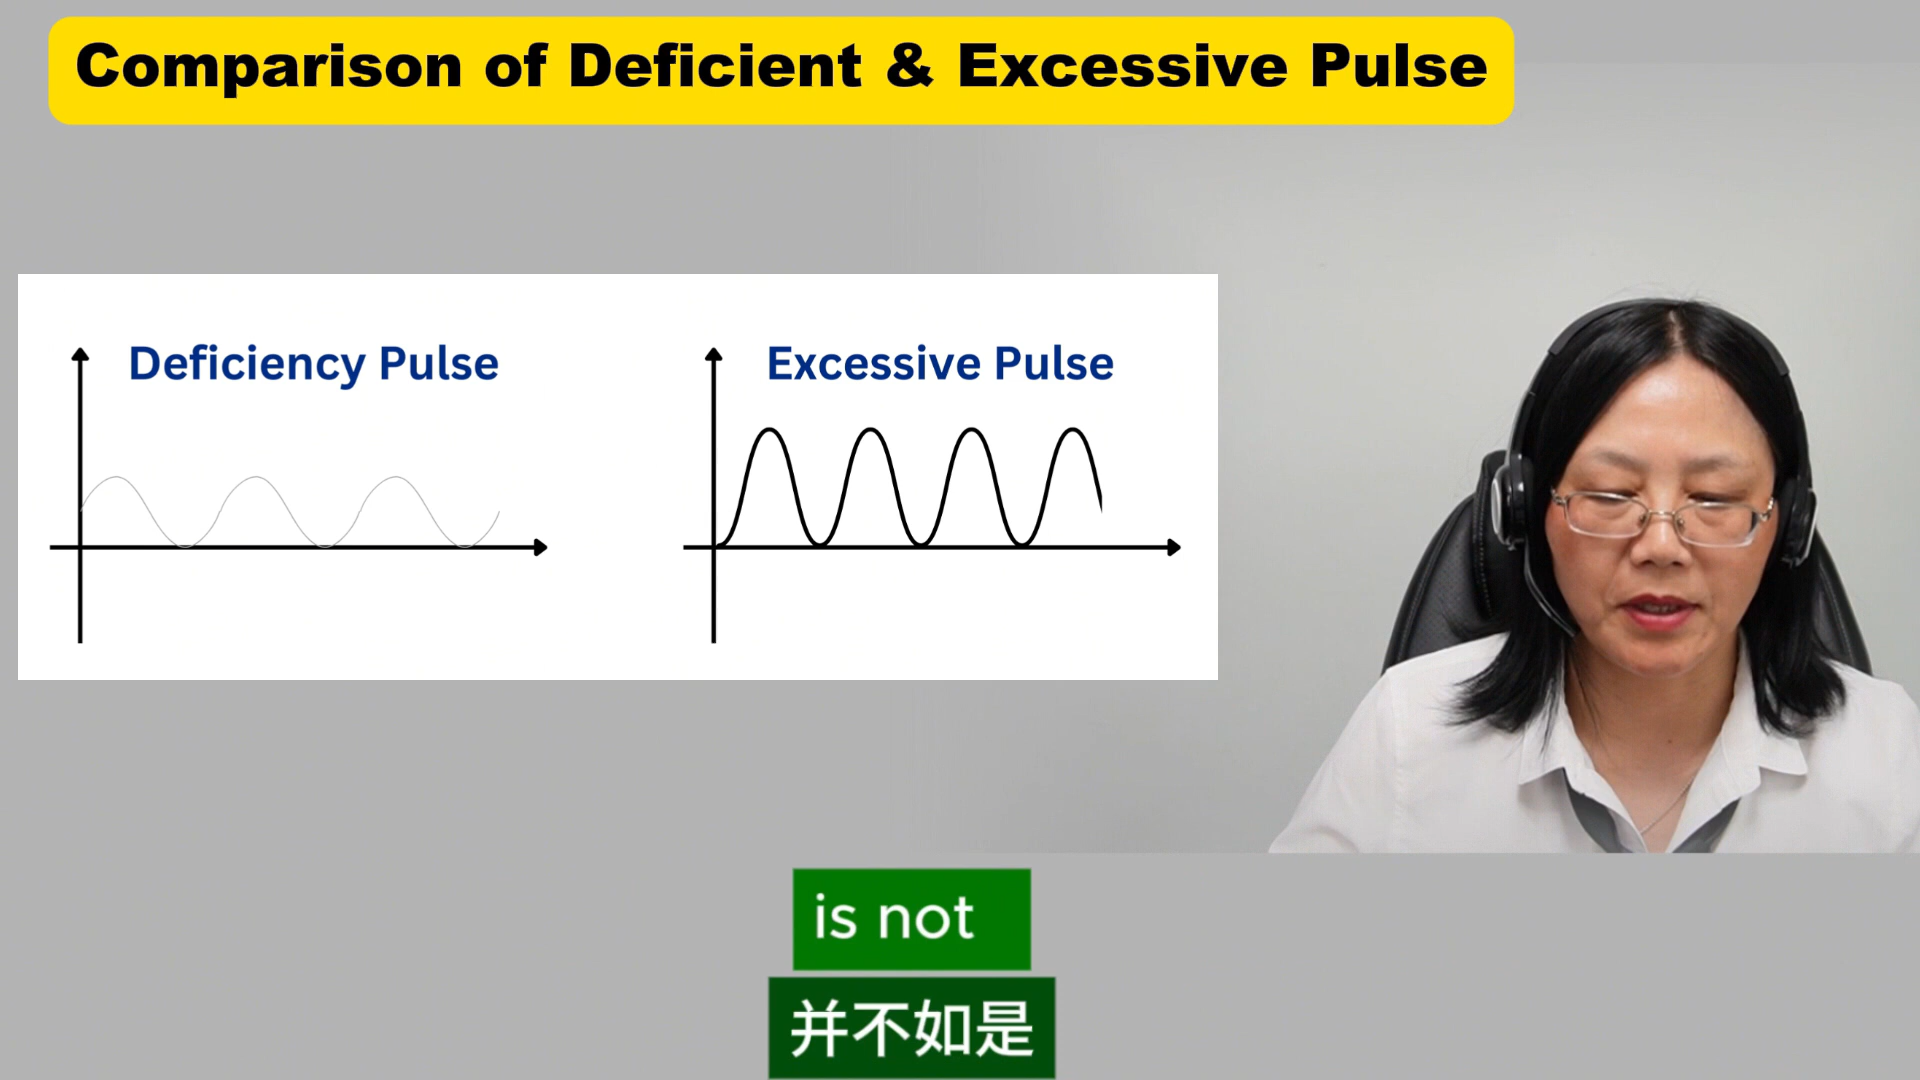 Comparison of Deficient & Excessive Pulse
Deficiency Pulse
Excessive Pulse
is not
并不如是